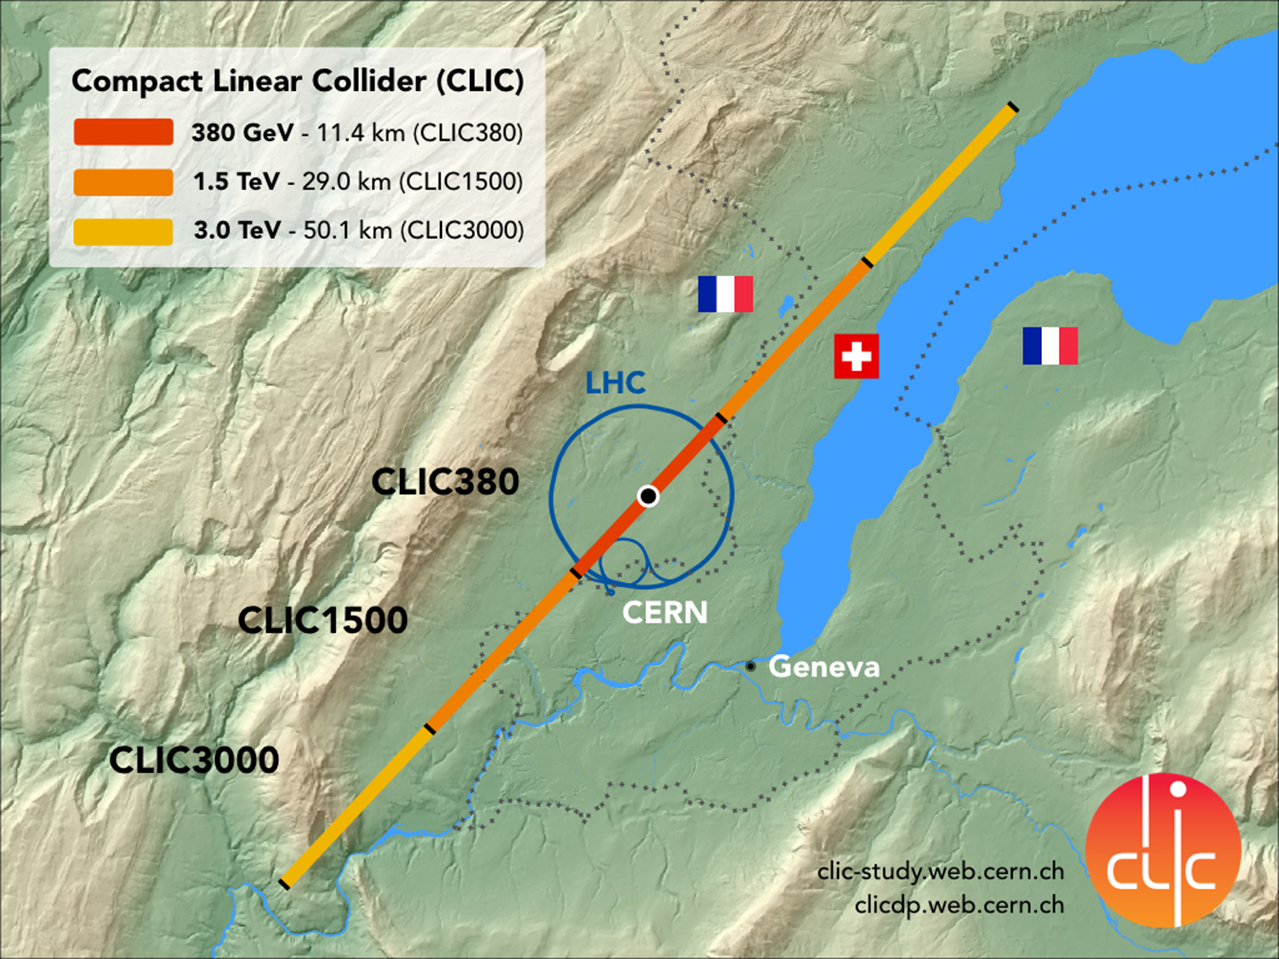 Compact Linear Collider (CLIC)
380 GeV - 11.4 km (CLIC380)
1.5 TeV - 29.0 km (CLIC1500)
3.0 TeV - 50.1 km (CLIC3000)
LHC
CLIC380
CLIC1500
CERN
Geneva
CLIC3000
clic-study.web.cern.ch
clicdp.web.cern.ch
clic